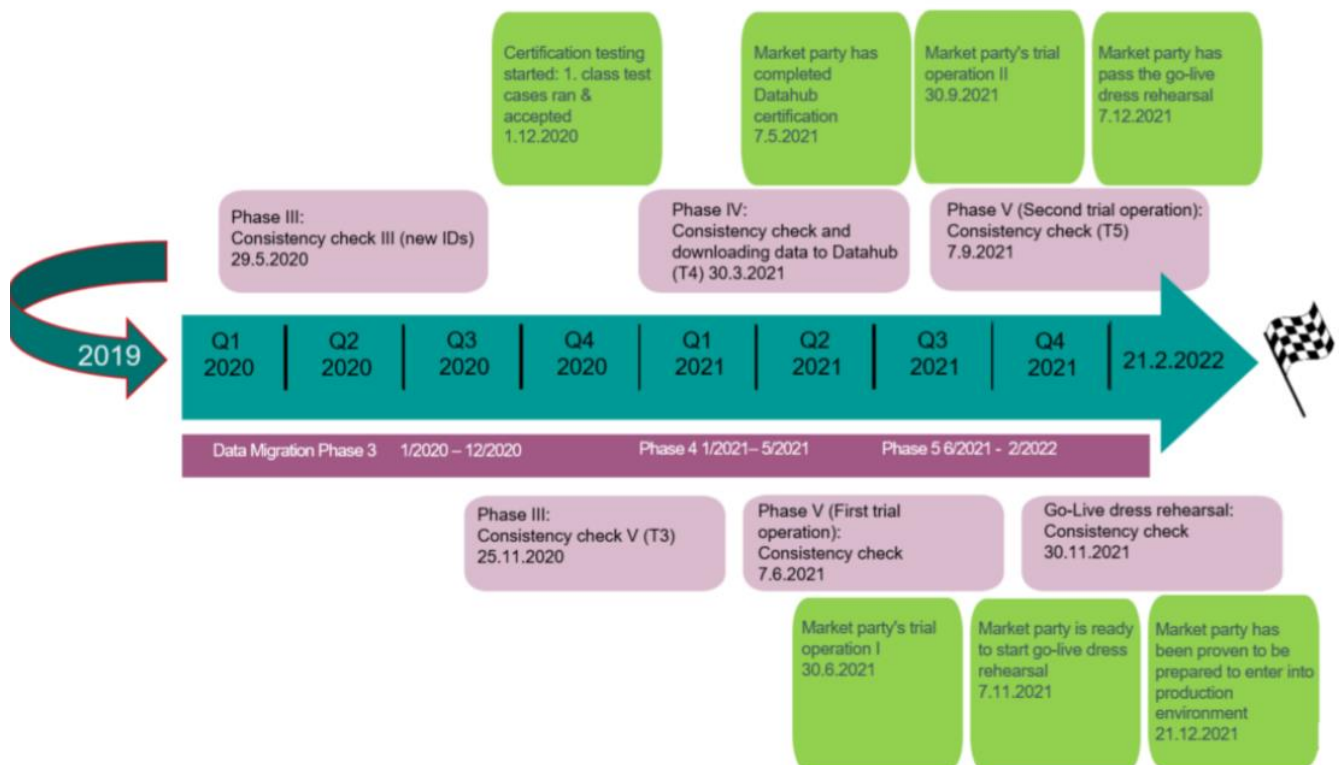 Certification testing
started: 1. class test
cases ran &
accepted
1.12.2020
Market party has
completed
Datahub
certification
7.5.2021
Market party's trial
operation II
30.9.2021
Market party has
pass the go-live
dress rehearsal
7.12.2021
Phase III:
Consistency check III (new IDs)
29.5.2020
Phase IV:
Consistency check and
downloading data to Datahub
(T4) 30.3.2021
Phase V (Second trial operation):
Consistency check (T5)
7.9.2021
2019
Q1
2020
Q2
2020
Q3
2020
Q4
2020
Q1
2021
Q2
2021
Q3
2021
Q4
2021
21.2.2022
Data Migration Phase 3 1/2020 – 12/2020
Phase 4 1/2021– 5/2021
Phase 5 6/2021 - 2/2022
Phase III:
Consistency check V (T3)
25.11.2020
Phase V (First trial
operation):
Consistency check
7.6.2021
Go-Live dress rehearsal:
Consistency check
30.11.2021
Market party's trial
operation I
30.6.2021
Market party is ready
to start go-live dress
rehearsal
7.11.2021
Market party has
been proven to be
prepared to enter into
production
environment
21.12.2021